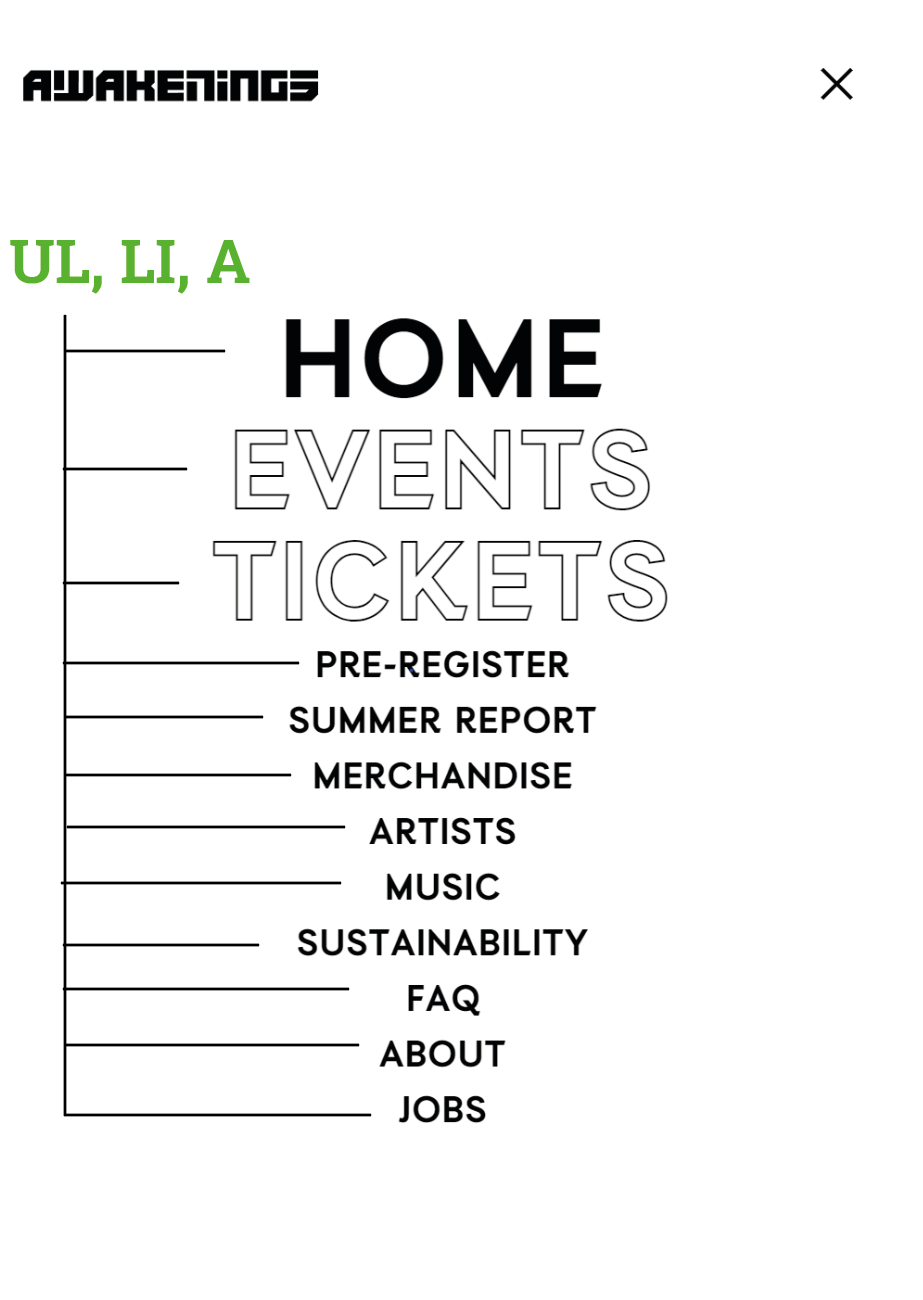 AWAKENINGS
UL, LI, A
HOME
EVENTS
TICKETS
PRE-REGISTER
SUMMER REPORT
MERCHANDISE
ARTISTS
MUSIC
SUSTAINABILITY
FAQ
ABOUT
JOBS